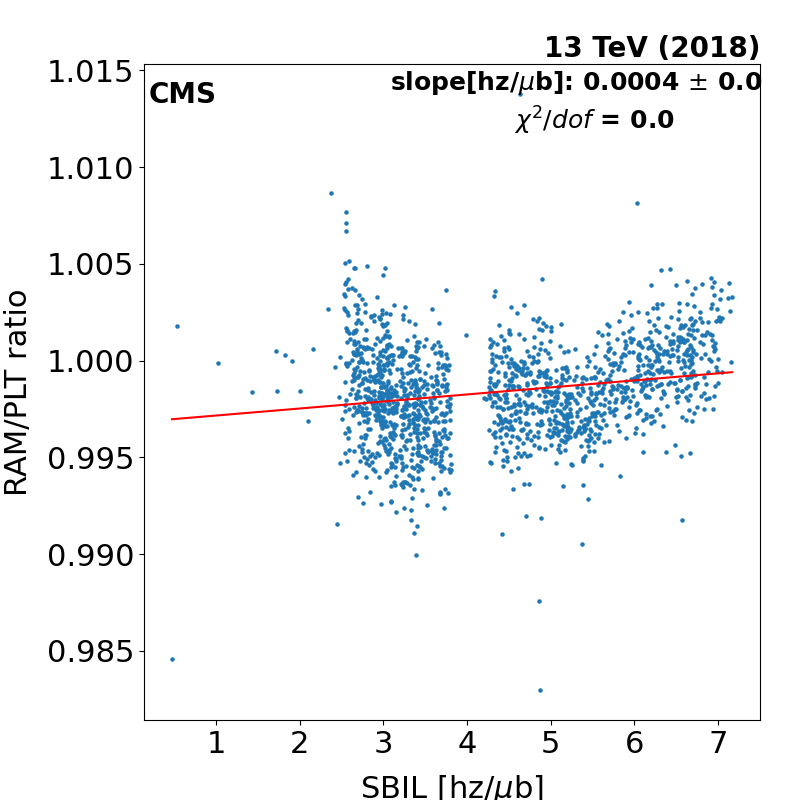 13 TeV (2018)
CMS
slope[hz/μb]: 0.0004 ± 0.0
χ²/dof = 0.0
1.015
1.010
1.005
1.000
0.995
0.990
0.985
RAM/PLT ratio
1 2 3 4 5 6 7
SBIL [hz/μb]